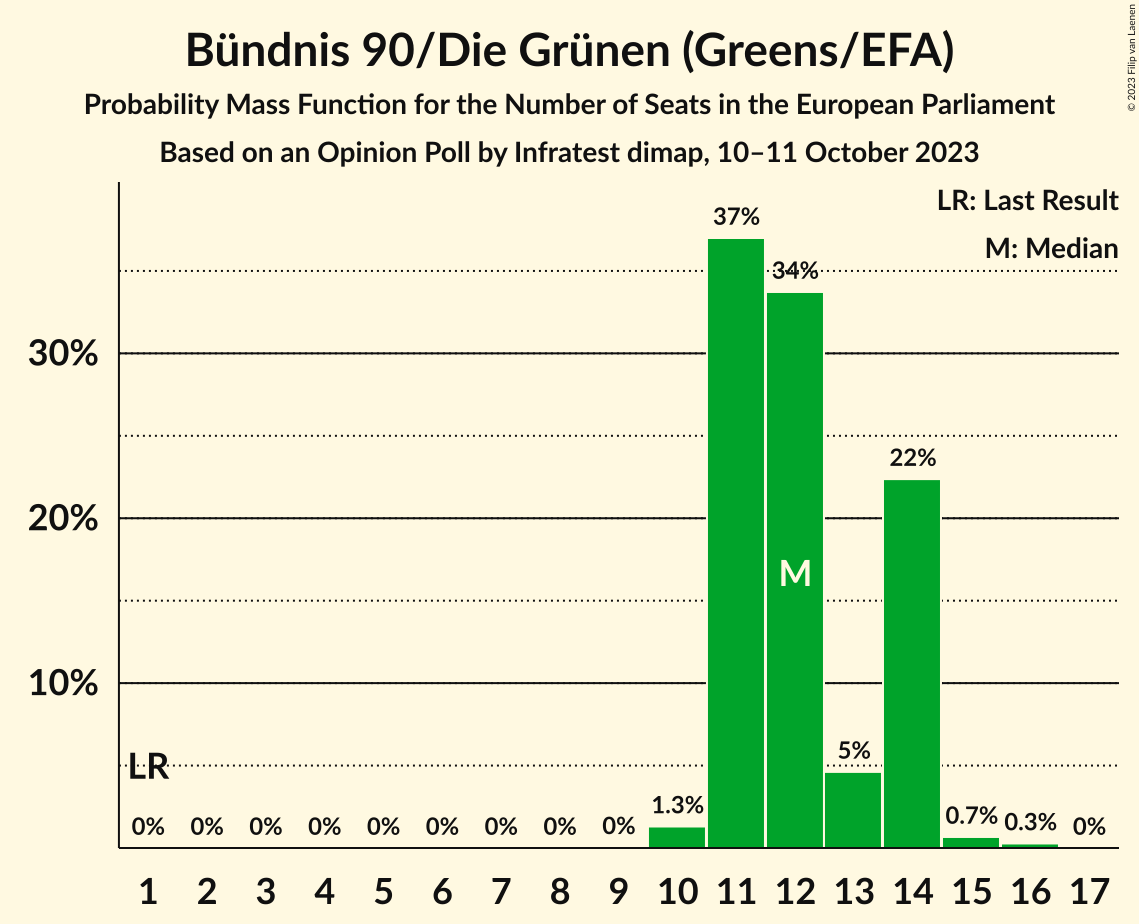 Bündnis 90/Die Grünen (Greens/EFA)
Probability Mass Function for the Number of Seats in the European Parliament
Based on an Opinion Poll by Infratest dimap, 10–11 October 2023
© 2023 Filip van Laenen
LR: Last Result
M: Median
37%
34%
30%
22%
20%
M
10%
LR
5%
1.3%
0% 0% 0% 0% 0% 0% 0% 0% 0% 0.7% 0.3% 0%
1 2 3 4 5 6 7 8 9 10 11 12 13 14 15 16 17